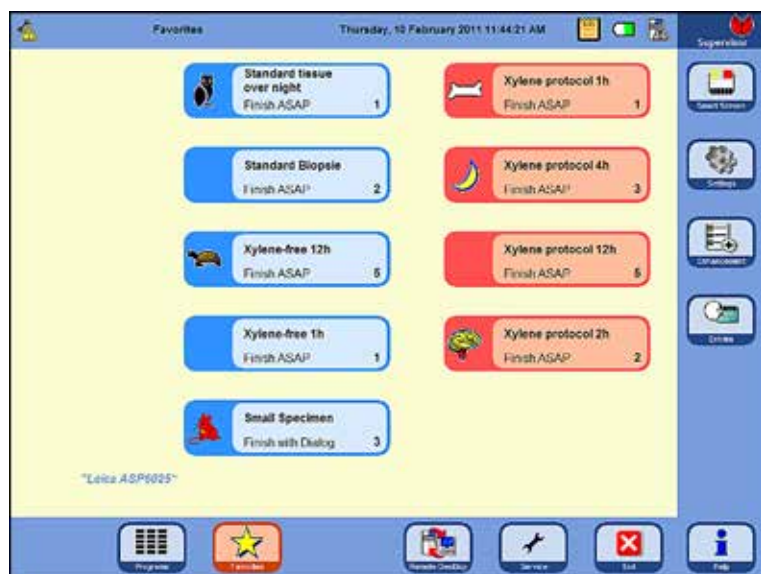 Favorites
Thursday, 10 February 2011 11:44:21 AM
Supervisor
Standard tissue
over night
Finish ASAP 1
Xylene protocol 1h
Finish ASAP 1
Smart Screen
Standard Biopsie
Finish ASAP 2
Xylene protocol 4h
Finish ASAP 3
Settings
Xylene-free 12h
Finish ASAP 5
Xylene protocol 12h
Finish ASAP 5
Xylene-free 1h
Finish ASAP 1
Xylene protocol 2h
Finish ASAP 2
Small Specimen
Finish with Dialog 3
"Leica ASP6025"
Programs
Favorites
Remote Desktop
Service
Exit
Help